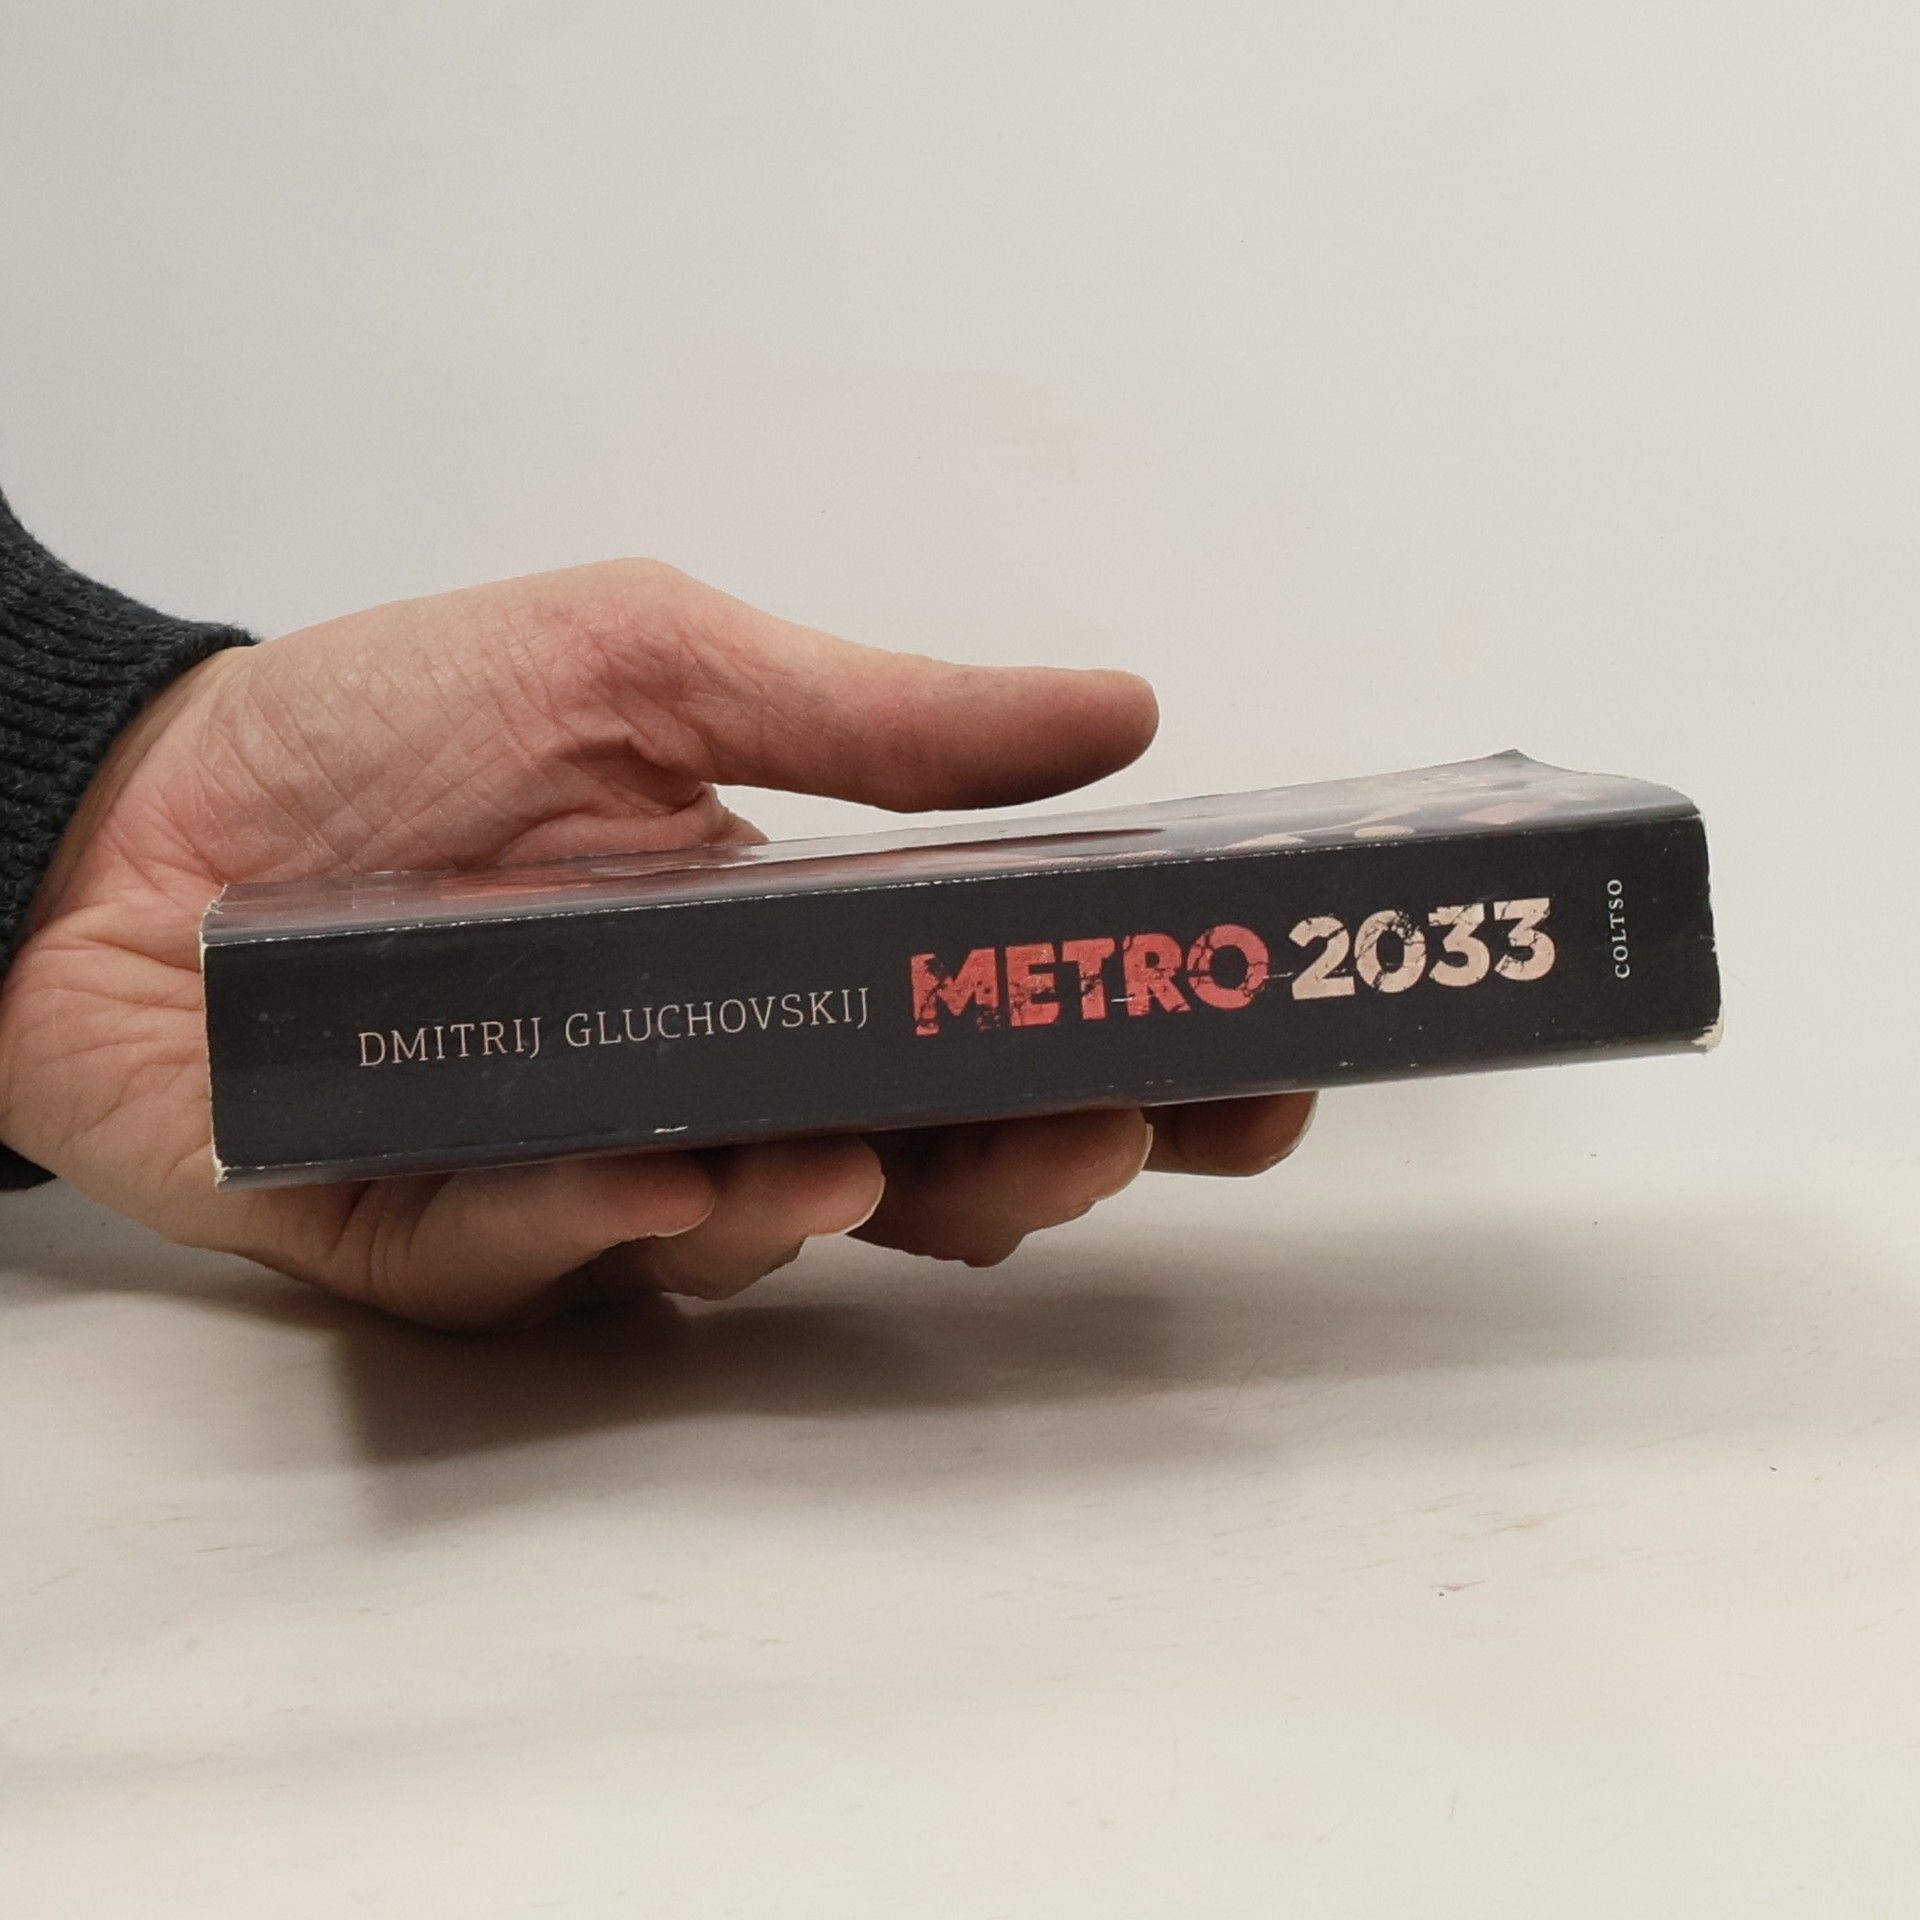 DMITRIJ GLUCHOVSKIJ METRO 2033
COLTSO